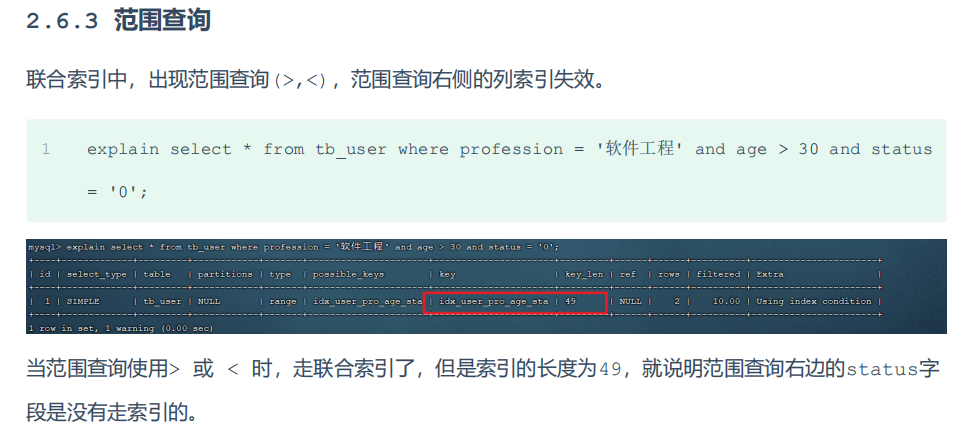 2.6.3 范围查询
联合索引中，出现范围查询(>,<)，范围查询右侧的列索引失效。
1 explain select * from tb_user where profession = '软件工程' and age > 30 and status
= '0';
mysql> explain select * from tb_user where profession = '软件工程' and age > 30 and status = '0';
+----+-------------+---------+------------+-------+----------------------+----------------------+---------+------+------+----------+-----------------------+
| id | select_type | table | partitions | type | possible_keys | key | key_len | ref | rows | filtered | Extra |
+----+-------------+---------+------------+-------+----------------------+----------------------+---------+------+------+----------+-----------------------+
| 1 | SIMPLE | tb_user | NULL | range | idx_user_pro_age_sta | idx_user_pro_age_sta | 49 | NULL | 2 | 10.00 | Using index condition |
+----+-------------+---------+------------+-------+----------------------+----------------------+---------+------+------+----------+-----------------------+
1 row in set, 1 warning (0.00 sec)
当范围查询使用> 或 < 时，走联合索引了，但是索引的长度为49，就说明范围查询右边的status字
段是没有走索引的。